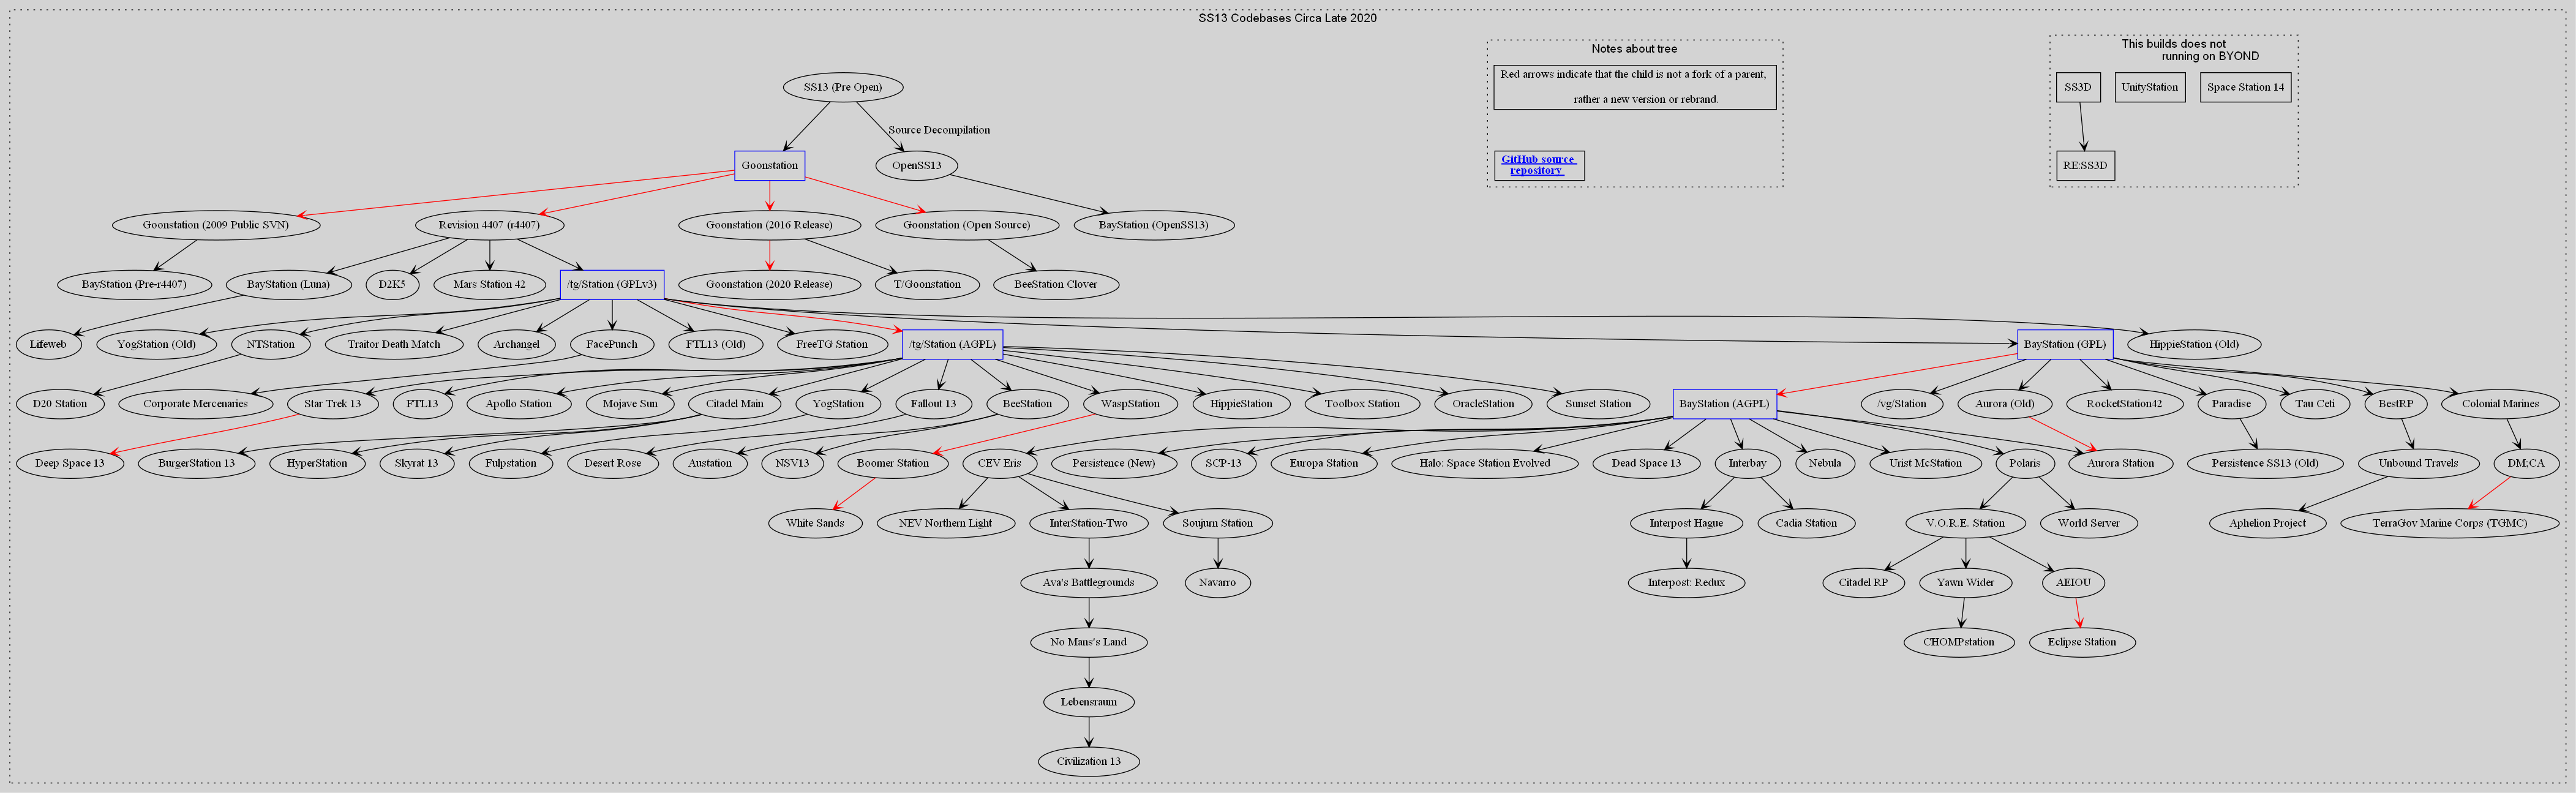 SS13 Codebases Circa Late 2020
Notes about tree
This builds does not
running on BYOND
Red arrows indicate that the child is not a fork of a parent,
rather a new version or rebrand.
SS13 (Pre Open)
SS3D
UnityStation
Space Station 14
Source Decompilation
Goonstation
OpenSS13
GitHub source
repository
RE:SS3D
Goonstation (2009 Public SVN)
Revision 4407 (r4407)
Goonstation (2016 Release)
Goonstation (Open Source)
BayStation (OpenSS13)
BayStation (Pre-r4407)
BayStation (Luna)
D2K5
Mars Station 42
/tg/Station (GPLv3)
Goonstation (2020 Release)
T/Goonstation
BeeStation Clover
Lifeweb
YogStation (Old)
NTStation
Traitor Death Match
Archangel
FacePunch
FTL13 (Old)
FreeTG Station
/tg/Station (AGPL)
BayStation (GPL)
HippieStation (Old)
D20 Station
Corporate Mercenaries
Star Trek 13
FTL13
Apollo Station
Mojave Sun
Citadel Main
YogStation
Fallout 13
BeeStation
WaspStation
HippieStation
Toolbox Station
OracleStation
Sunset Station
BayStation (AGPL)
/vg/Station
Aurora (Old)
RocketStation42
Paradise
Tau Ceti
BestRP
Colonial Marines
Deep Space 13
BurgerStation 13
HyperStation
Skyrat 13
Fulpstation
Desert Rose
Austation
NSV13
Boomer Station
CEV Eris
Persistence (New)
SCP-13
Europa Station
Halo: Space Station Evolved
Dead Space 13
Interbay
Nebula
Urist McStation
Polaris
Aurora Station
Persistence SS13 (Old)
Unbound Travels
DM;CA
White Sands
NEV Northern Light
InterStation-Two
Soujurn Station
Interpost Hague
Cadia Station
V.O.R.E. Station
World Server
Aphelion Project
TerraGov Marine Corps (TGMC)
Ava's Battlegrounds
Navarro
Interpost: Redux
Citadel RP
Yawn Wider
AEIOU
No Mans's Land
CHOMPstation
Eclipse Station
Lebensraum
Civilization 13